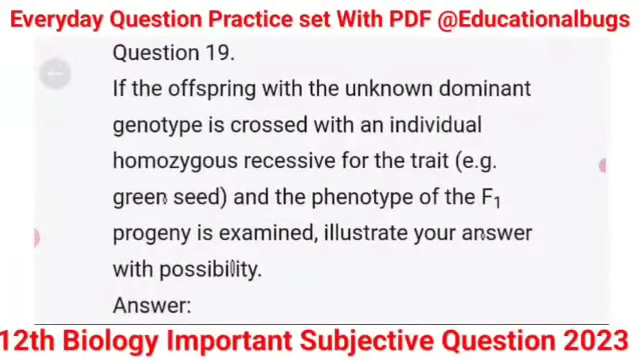 Everyday Question Practice set With PDF @Educationalbugs
Question 19.
If the offspring with the unknown dominant
genotype is crossed with an individual
homozygous recessive for the trait (e.g.
green seed) and the phenotype of the F₁
progeny is examined, illustrate your answer
with possibility.
Answer:
12th Biology Important Subjective Question 2023